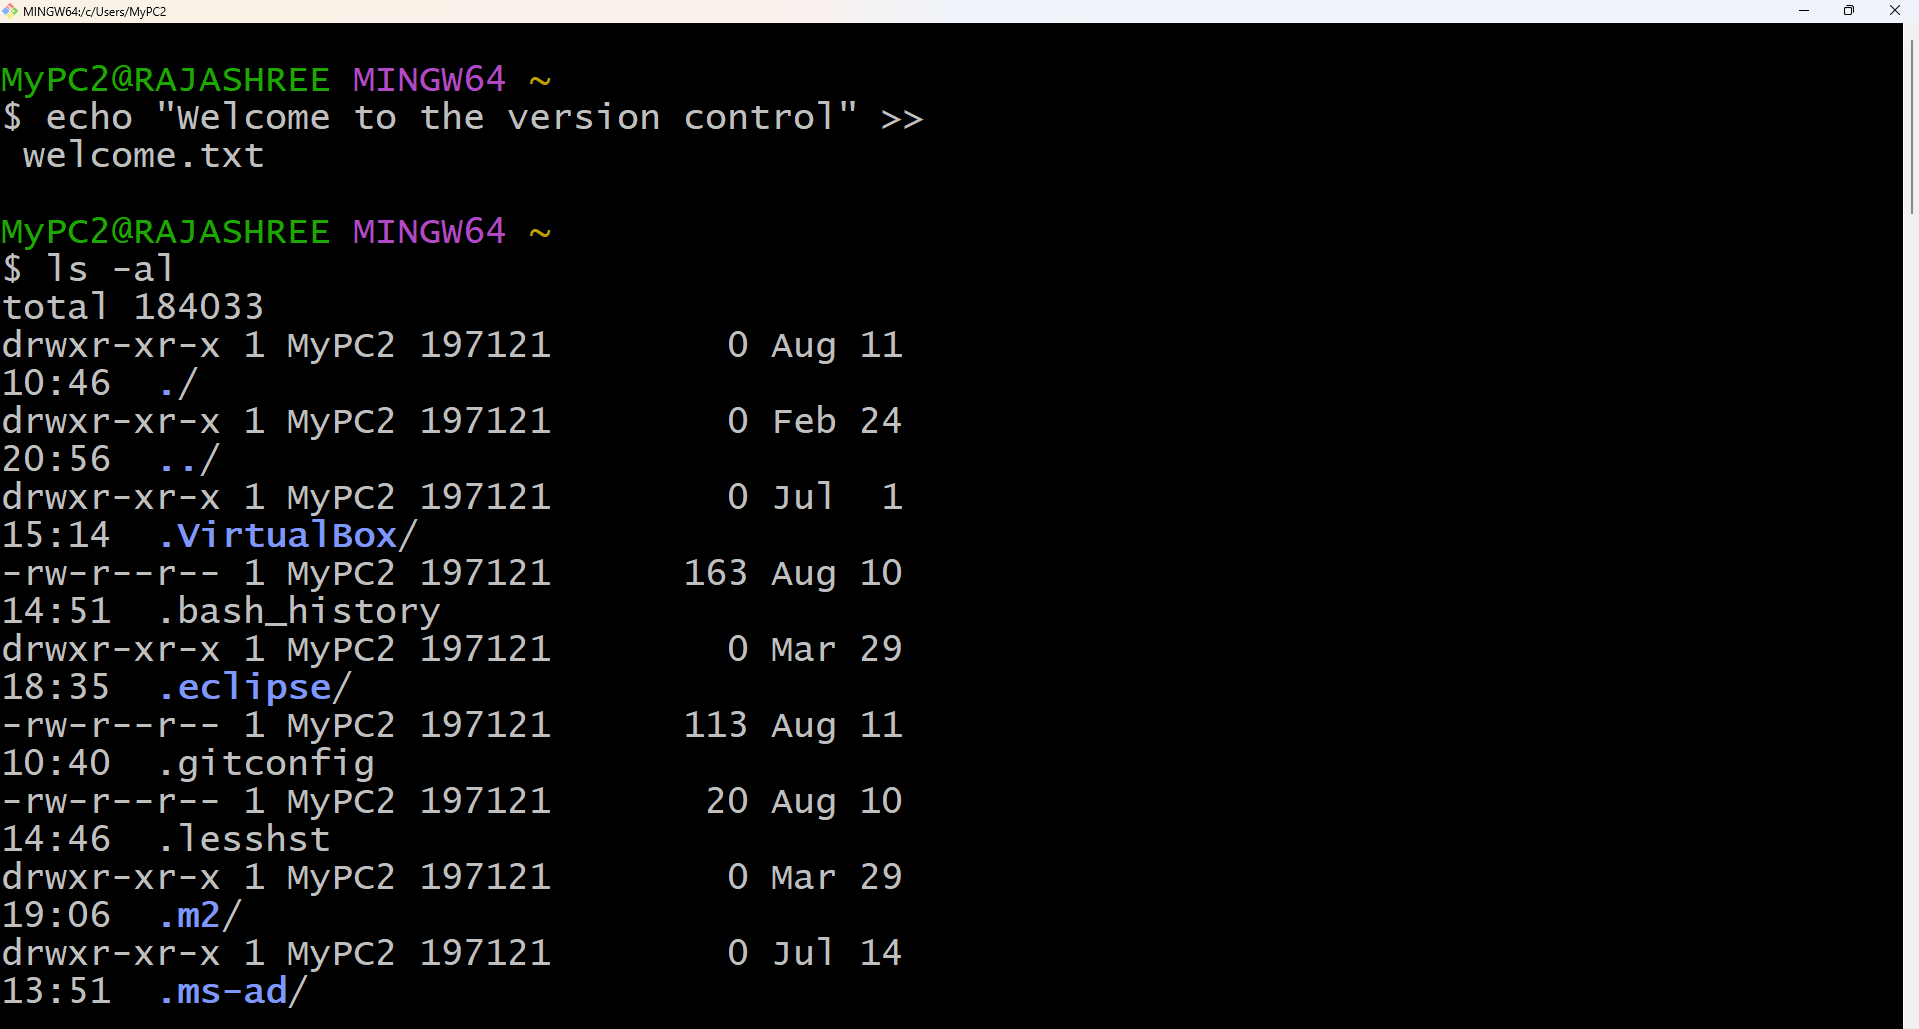 MINGW64:/c/Users/MyPC2
MyPC2@RAJASHREE MINGW64 ~
$ echo "Welcome to the version control" >>
 welcome.txt
MyPC2@RAJASHREE MINGW64 ~
$ ls -al
total 184033
drwxr-xr-x 1 MyPC2 197121        0 Aug 11
10:46  ./
drwxr-xr-x 1 MyPC2 197121        0 Feb 24
20:56  ../
drwxr-xr-x 1 MyPC2 197121        0 Jul  1
15:14  .VirtualBox/
-rw-r--r-- 1 MyPC2 197121      163 Aug 10
14:51  .bash_history
drwxr-xr-x 1 MyPC2 197121        0 Mar 29
18:35  .eclipse/
-rw-r--r-- 1 MyPC2 197121      113 Aug 11
10:40  .gitconfig
-rw-r--r-- 1 MyPC2 197121       20 Aug 10
14:46  .lesshst
drwxr-xr-x 1 MyPC2 197121        0 Mar 29
19:06  .m2/
drwxr-xr-x 1 MyPC2 197121        0 Jul 14
13:51  .ms-ad/